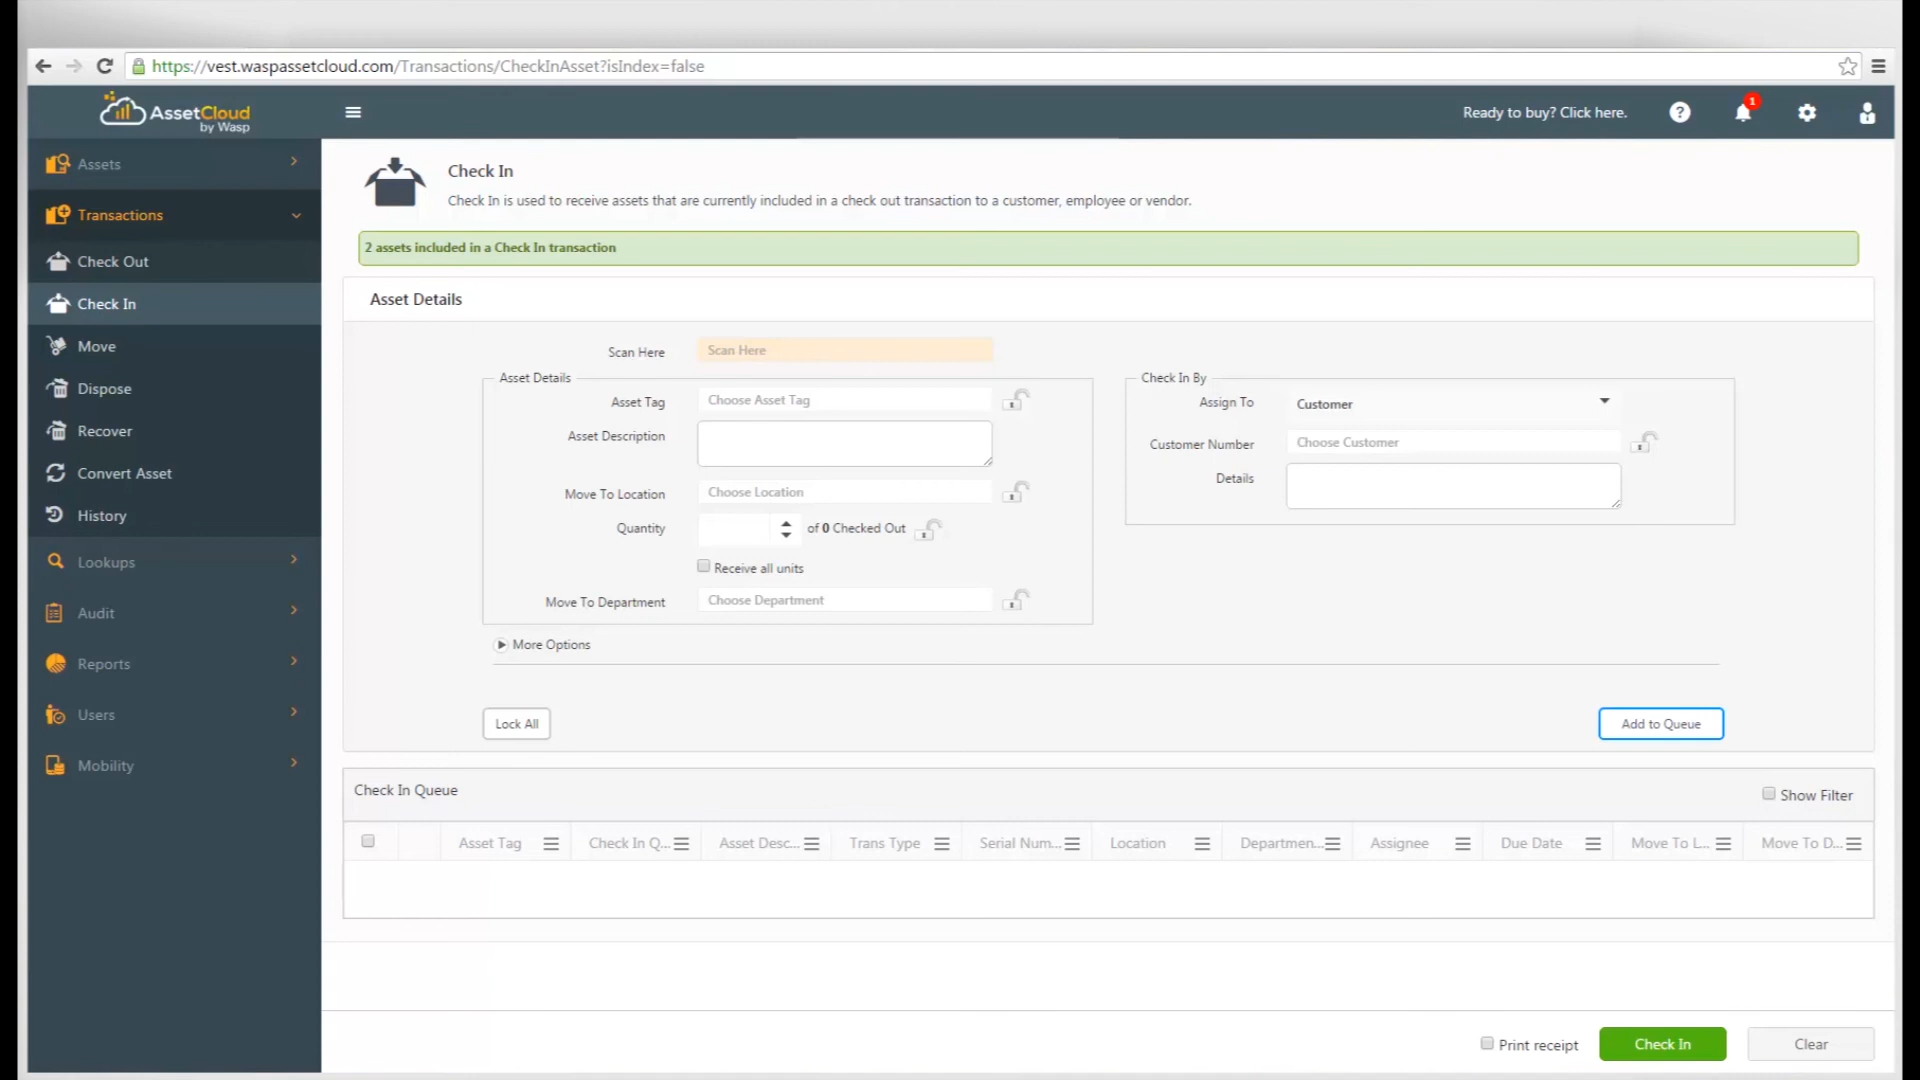 https://vest.waspassetcloud.com/Transactions/CheckInAsset?isIndex=false
AssetCloud
by Wasp
Ready to buy? Click here.
?
1
Assets
Transactions
Check Out
Check In
Move
Dispose
Recover
Convert Asset
History
Lookups
Audit
Reports
Users
Mobility
Check In
Check In is used to receive assets that are currently included in a check out transaction to a customer, employee or vendor.
2 assets included in a Check In transaction
Asset Details
Scan Here Scan Here
Asset Details
Asset Tag Choose Asset Tag
Asset Description
Move To Location Choose Location
Quantity of 0 Checked Out
Receive all units
Move To Department Choose Department
Check In By
Assign To Customer
Customer Number Choose Customer
Details
More Options
Lock All
Add to Queue
Check In Queue
Show Filter
Asset Tag Check In Q... Asset Desc... Trans Type Serial Num... Location Departmen... Assignee Due Date Move To L... Move To D...
Print receipt
Check In
Clear